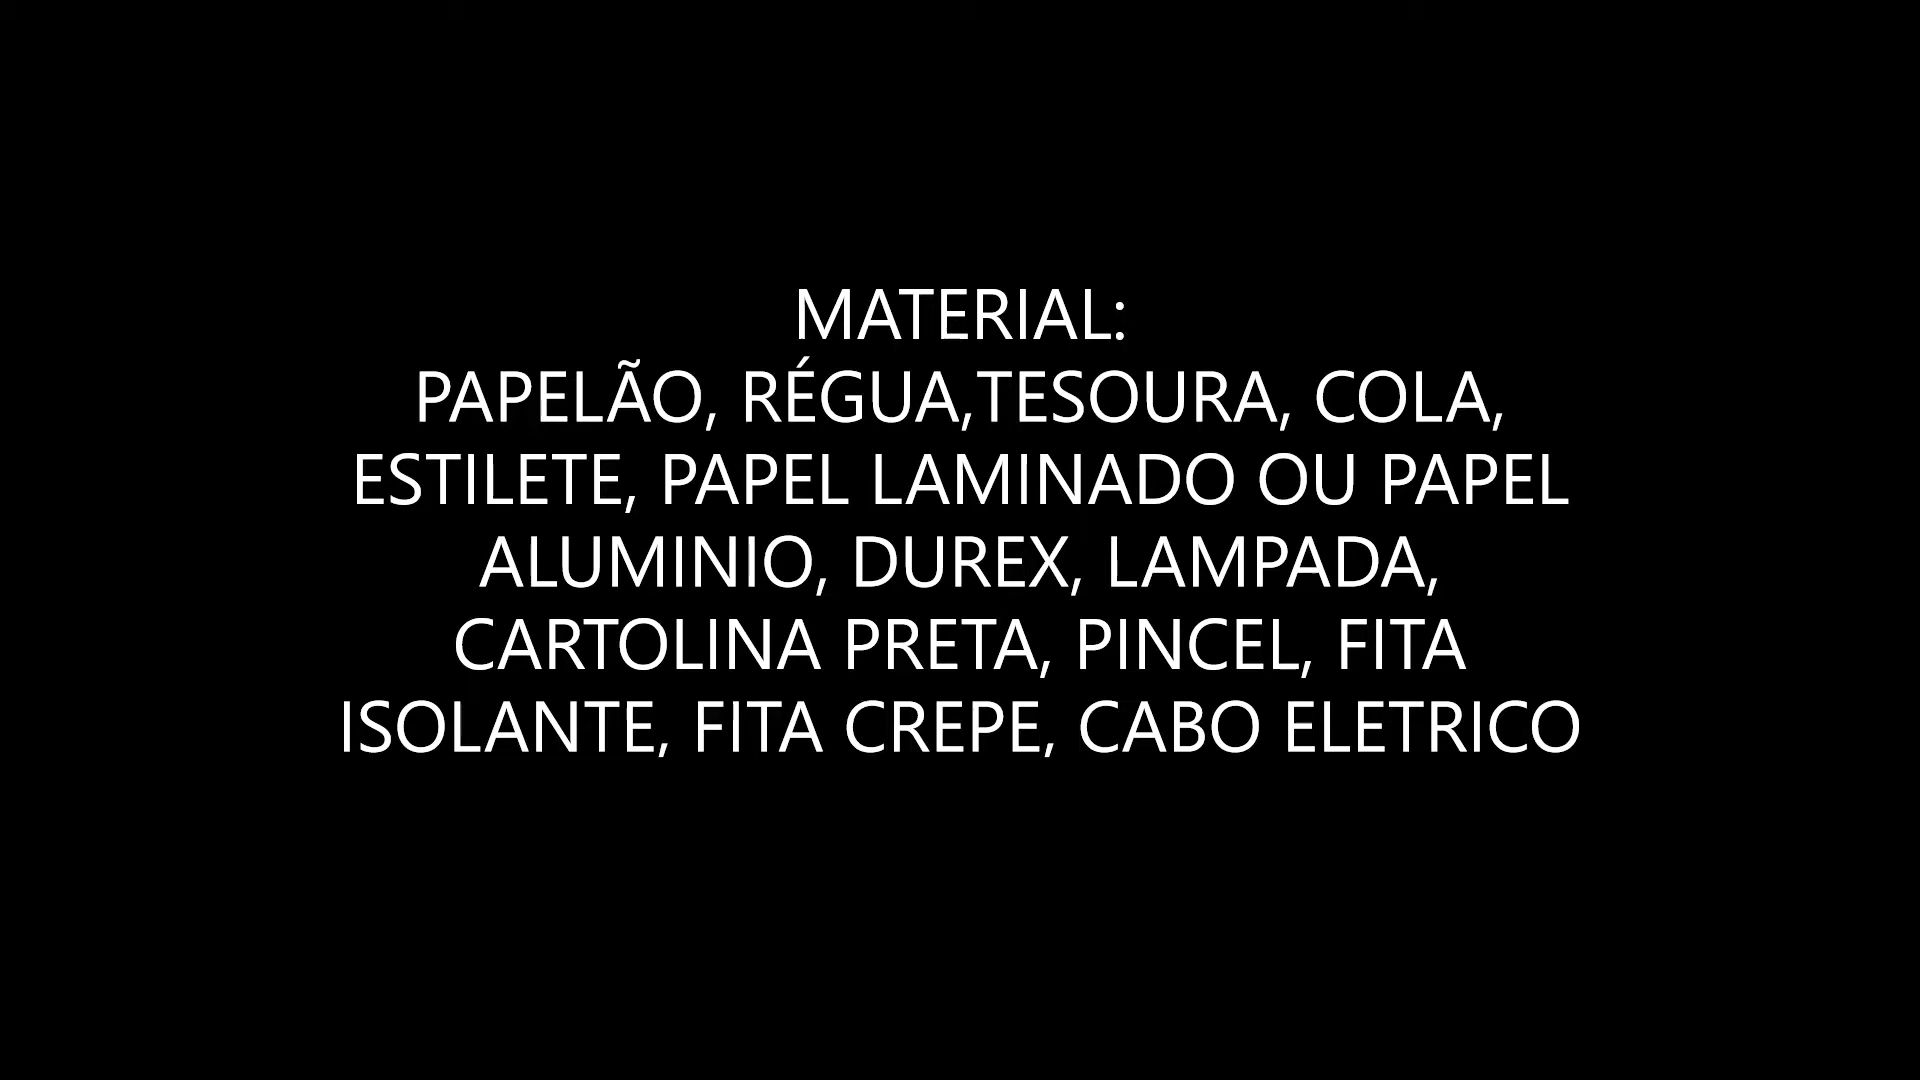 MATERIAL:
PAPELÃO, RÉGUA,TESOURA, COLA,
ESTILETE, PAPEL LAMINADO OU PAPEL
ALUMINIO, DUREX, LAMPADA,
CARTOLINA PRETA, PINCEL, FITA
ISOLANTE, FITA CREPE, CABO ELETRICO